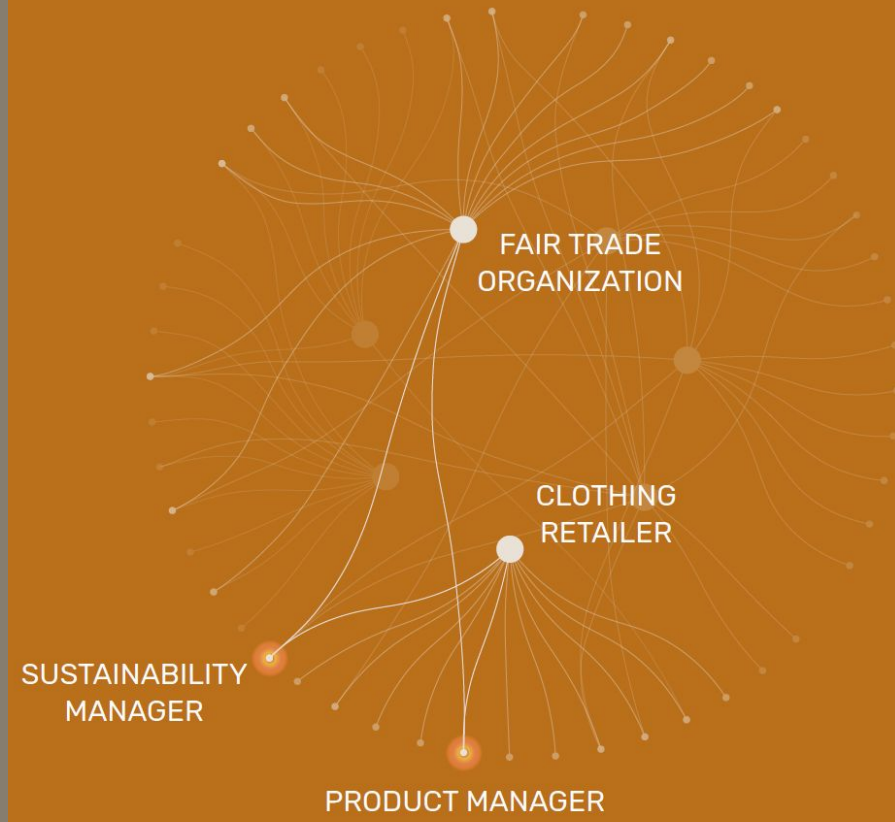 FAIR TRADE
ORGANIZATION
CLOTHING
RETAILER
SUSTAINABILITY
MANAGER
PRODUCT MANAGER